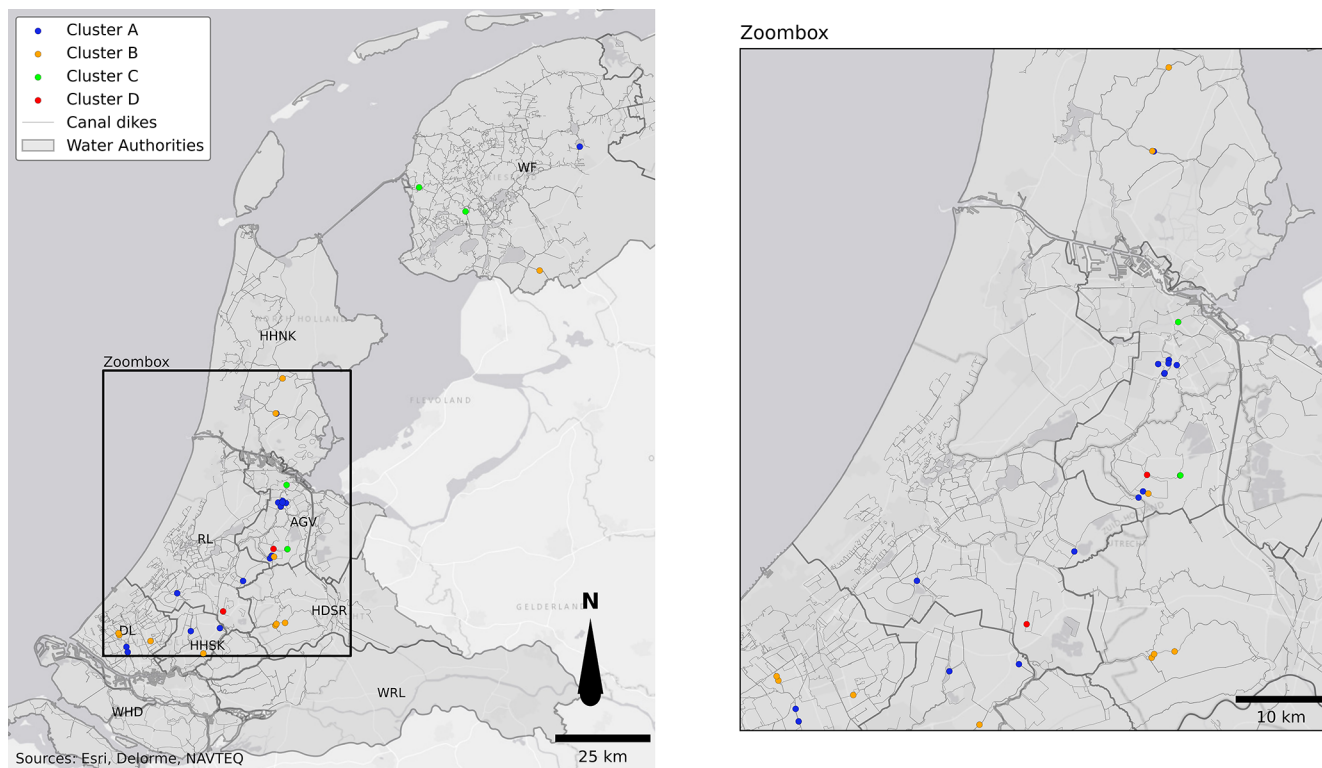 Cluster A
Cluster B
Cluster C
Cluster D
Canal dikes
Water Authorities
WF
HHNK
Zoombox
FLEVOLAND
AGV
RL
GELDERLAND
N
HDSR
DL
HHSK
WRL
WHD
25 km
Sources: Esri, Delorme, NAVTEQ
Zoombox
UTRECHT
10 km